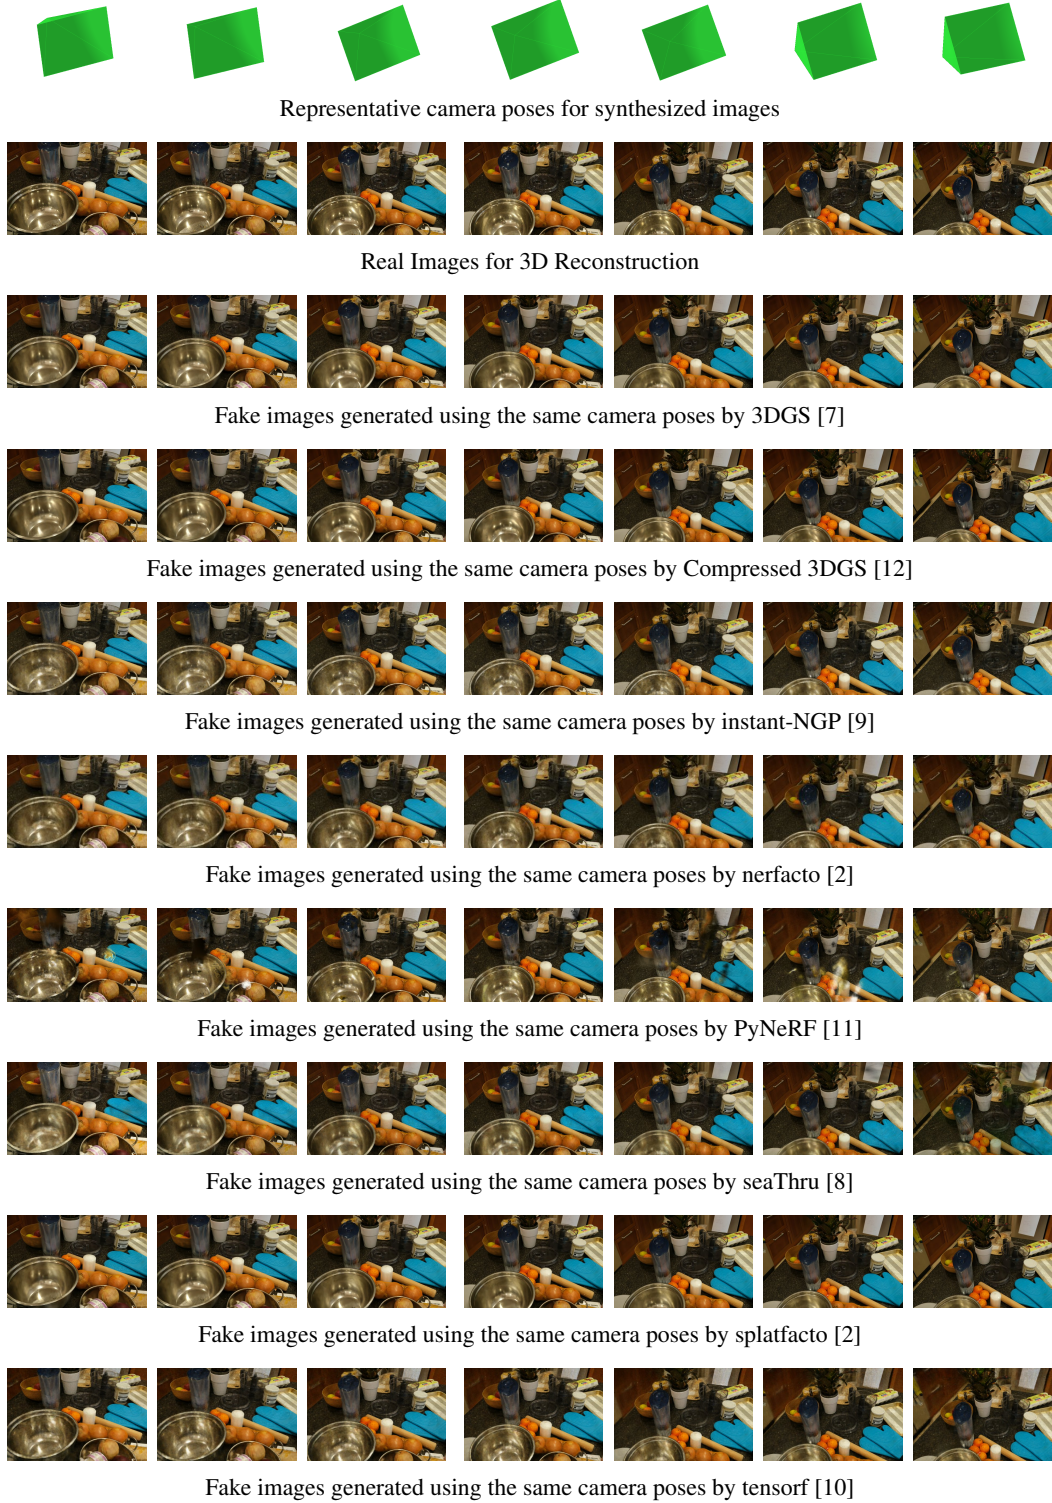 Representative camera poses for synthesized images
Real Images for 3D Reconstruction
Fake images generated using the same camera poses by 3DGS [7]
Fake images generated using the same camera poses by Compressed 3DGS [12]
Fake images generated using the same camera poses by instant-NGP [9]
Fake images generated using the same camera poses by nerfacto [2]
Fake images generated using the same camera poses by PyNeRF [11]
Fake images generated using the same camera poses by seaThru [8]
Fake images generated using the same camera poses by splatfacto [2]
Fake images generated using the same camera poses by tensorf [10]